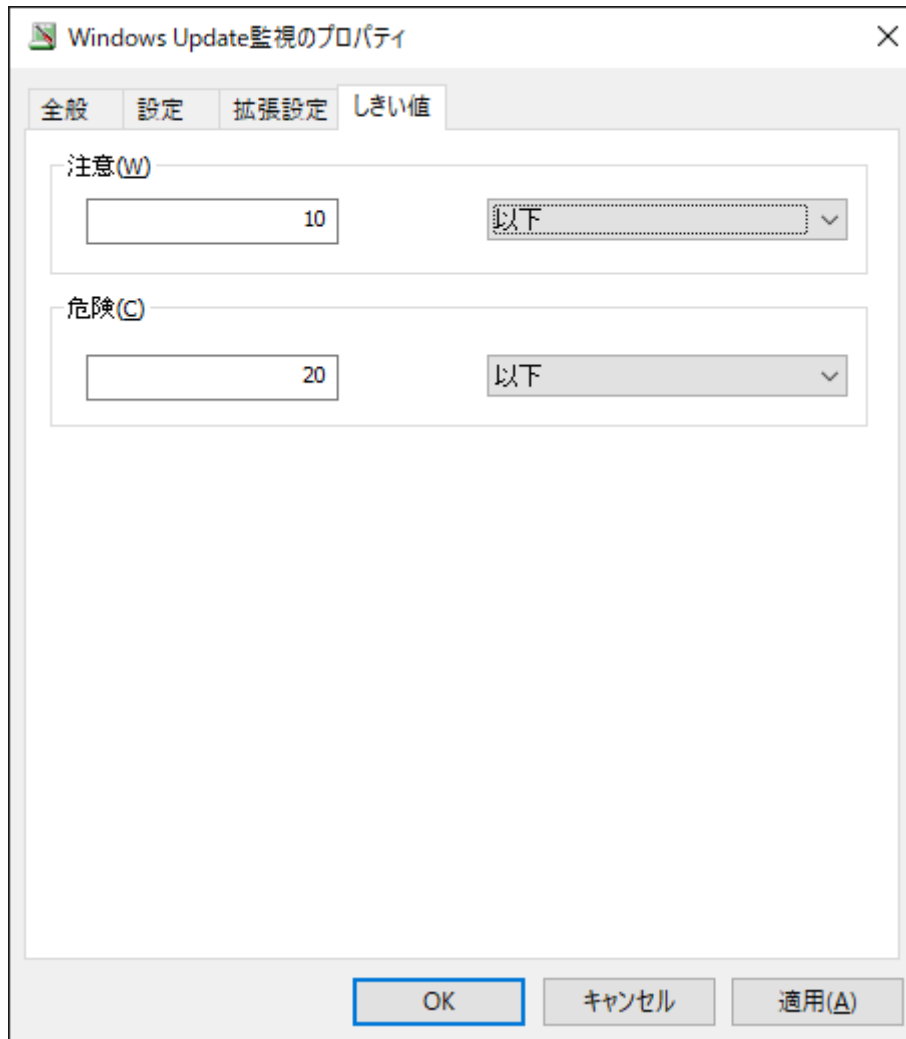 Windows Update監視のプロパティ
全般 設定 拡張設定 しきい値
注意(W)
10 以下
危険(C)
20 以下
OK キャンセル 適用(A)